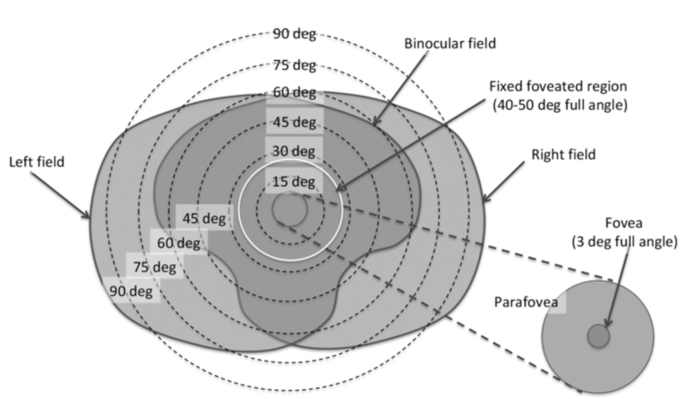 90 deg
Binocular field
75 deg
Fixed foveated region
(40-50 deg full angle)
60 deg
45 deg
30 deg
Left field
Right field
15 deg
45 deg
60 deg
75 deg
90 deg
Fovea
(3 deg full angle)
Parafovea